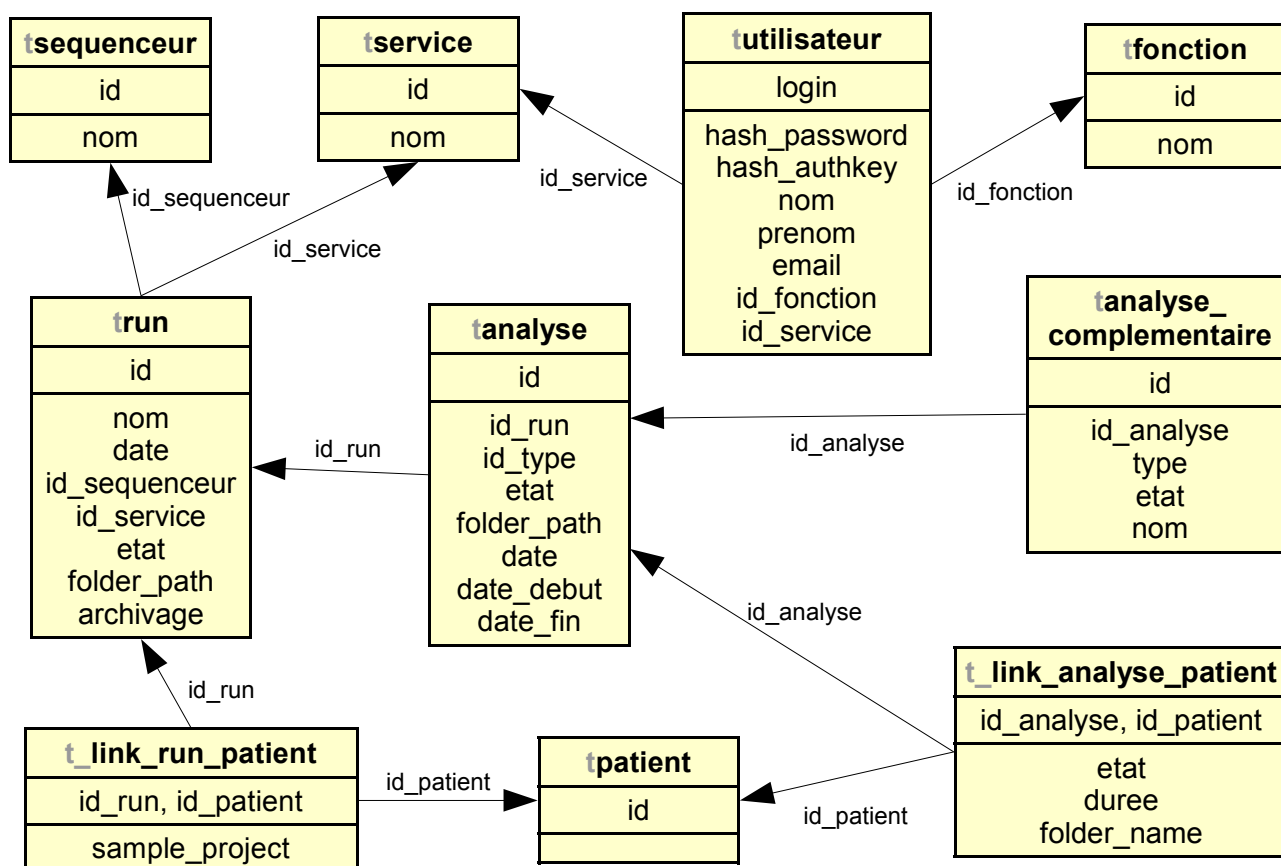 tsequenceur
id
nom
tservice
id
nom
tutilisateur
login
hash_password
hash_authkey
nom
prenom
email
id_fonction
id_service
tfonction
id
nom
id_sequenceur
id_service
id_service
id_fonction
trun
id
nom
date
id_sequenceur
id_service
etat
folder_path
archivage
id_run
tanalyse
id
id_run
id_type
etat
folder_path
date
date_debut
date_fin
id_analyse
tanalyse_
complementaire
id
id_analyse
type
etat
nom
id_analyse
id_run
t_link_run_patient
id_run, id_patient
sample_project
id_patient
tpatient
id
id_patient
t_link_analyse_patient
id_analyse, id_patient
etat
duree
folder_name